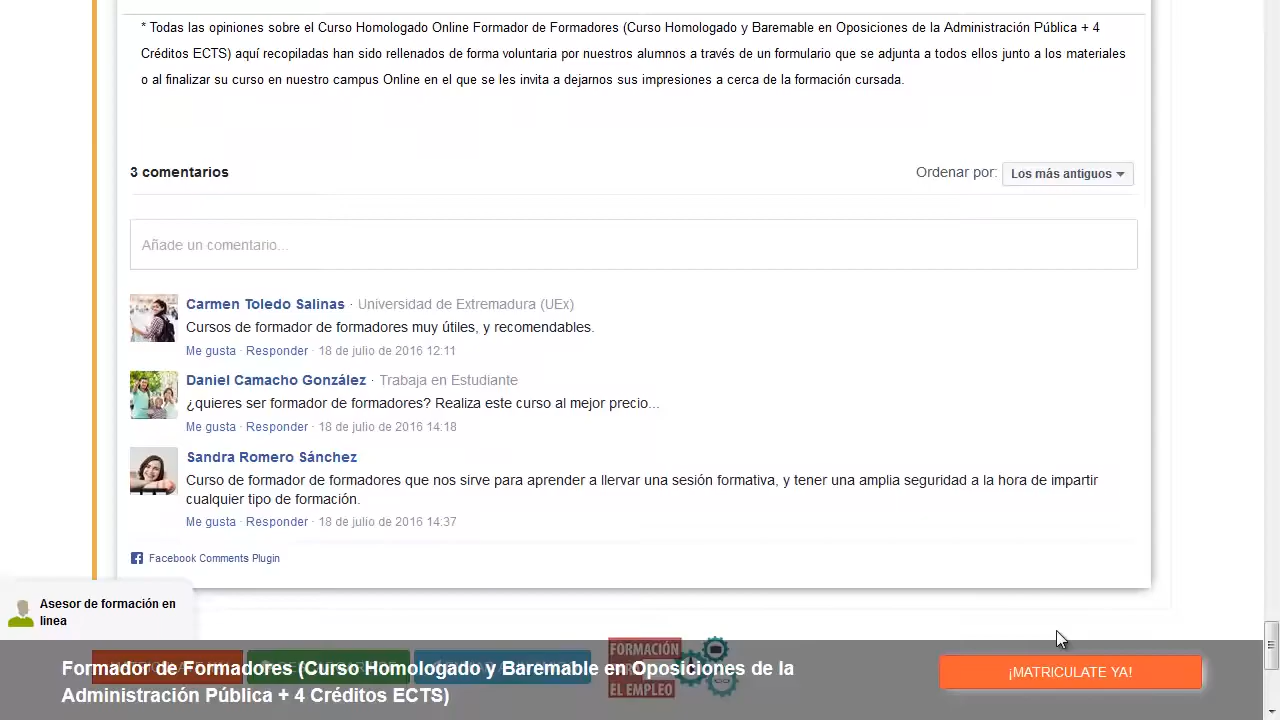 * Todas las opiniones sobre el Curso Homologado Online Formador de Formadores (Curso Homologado y Baremable en Oposiciones de la Administración Pública + 4
Créditos ECTS) aquí recopiladas han sido rellenados de forma voluntaria por nuestros alumnos a través de un formulario que se adjunta a todos ellos junto a los materiales
o al finalizar su curso en nuestro campus Online en el que se les invita a dejarnos sus impresiones a cerca de la formación cursada.
3 comentarios
Ordenar por: Los más antiguos
Añade un comentario...
Carmen Toledo Salinas · Universidad de Extremadura (UEx)
Cursos de formador de formadores muy útiles, y recomendables.
Me gusta · Responder · 18 de julio de 2016 12:11
Daniel Camacho González · Trabaja en Estudiante
¿quieres ser formador de formadores? Realiza este curso al mejor precio...
Me gusta · Responder · 18 de julio de 2016 14:18
Sandra Romero Sánchez
Curso de formador de formadores que nos sirve para aprender a llervar una sesión formativa, y tener una amplia seguridad a la hora de impartir
cualquier tipo de formación.
Me gusta · Responder · 18 de julio de 2016 14:37
Facebook Comments Plugin
Asesor de formación en
linea
FORMACIÓN
EL EMPLEO
Formador de Formadores (Curso Homologado y Baremable en Oposiciones de la
Administración Pública + 4 Créditos ECTS)
¡MATRICULATE YA!